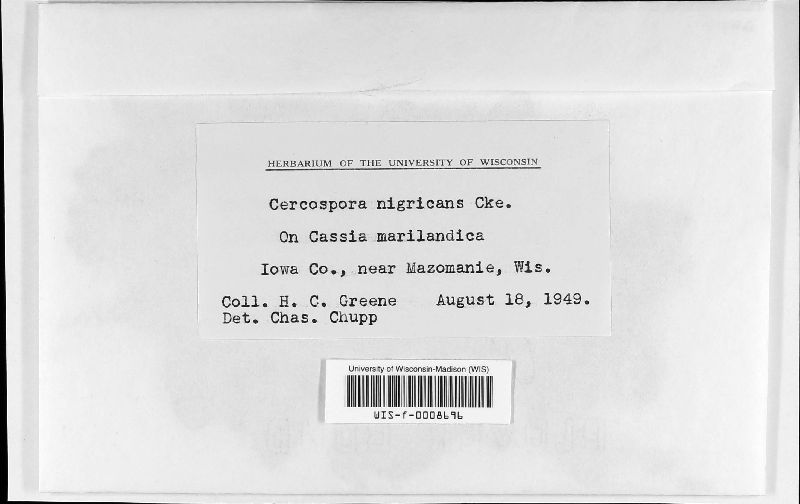 HERBARIUM OF THE UNIVERSITY OF WISCONSIN
Cercospora nigricans Cke.
On Cassia marilandica
Iowa Co., near Mazomanie, Wis.
Coll. H. C. Greene August 18, 1949.
Det. Chas. Chupp
University of Wisconsin-Madison (WIS)
WIS-f-0008696